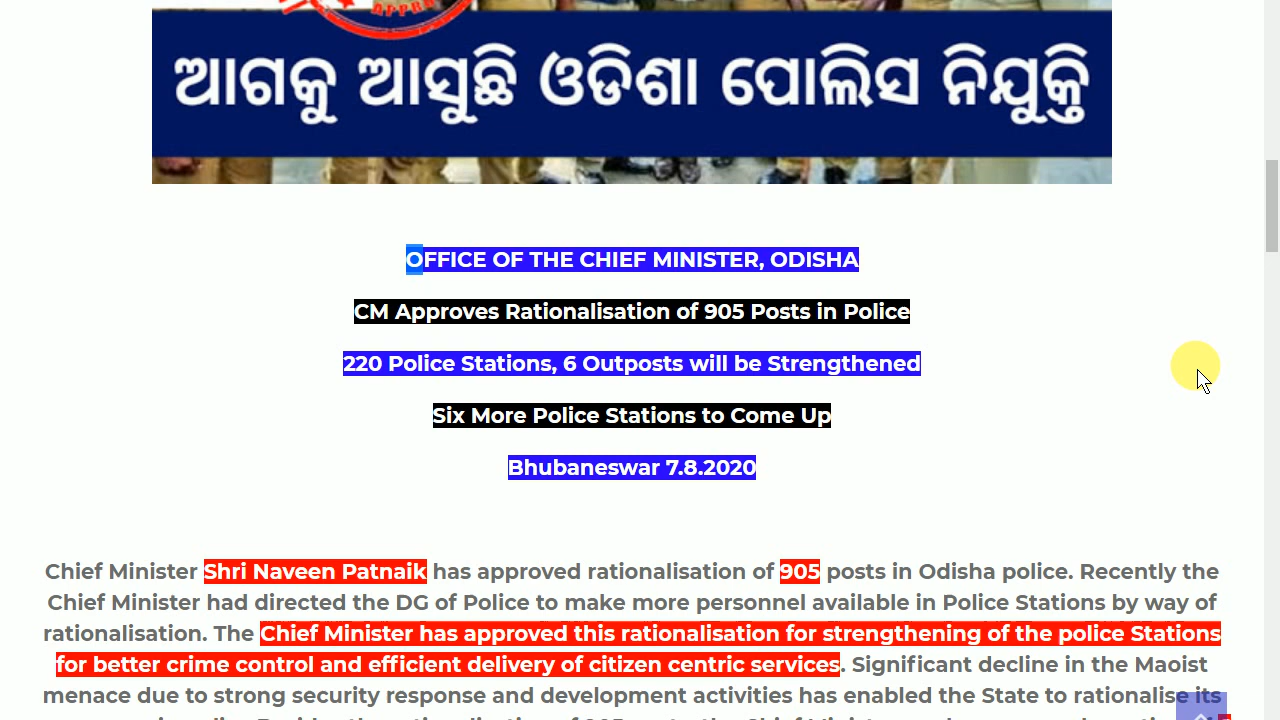 ଆଗକୁ ଆସୁଛି ଓଡିଶା ପୋଲିସ ନିଯୁକ୍ତି
OFFICE OF THE CHIEF MINISTER, ODISHA
CM Approves Rationalisation of 905 Posts in Police
220 Police Stations, 6 Outposts will be Strengthened
Six More Police Stations to Come Up
Bhubaneswar 7.8.2020
Chief Minister Shri Naveen Patnaik has approved rationalisation of 905 posts in Odisha police. Recently the
Chief Minister had directed the DG of Police to make more personnel available in Police Stations by way of
rationalisation. The Chief Minister has approved this rationalisation for strengthening of the police Stations
for better crime control and efficient delivery of citizen centric services. Significant decline in the Maoist
menace due to strong security response and development activities has enabled the State to rationalise its